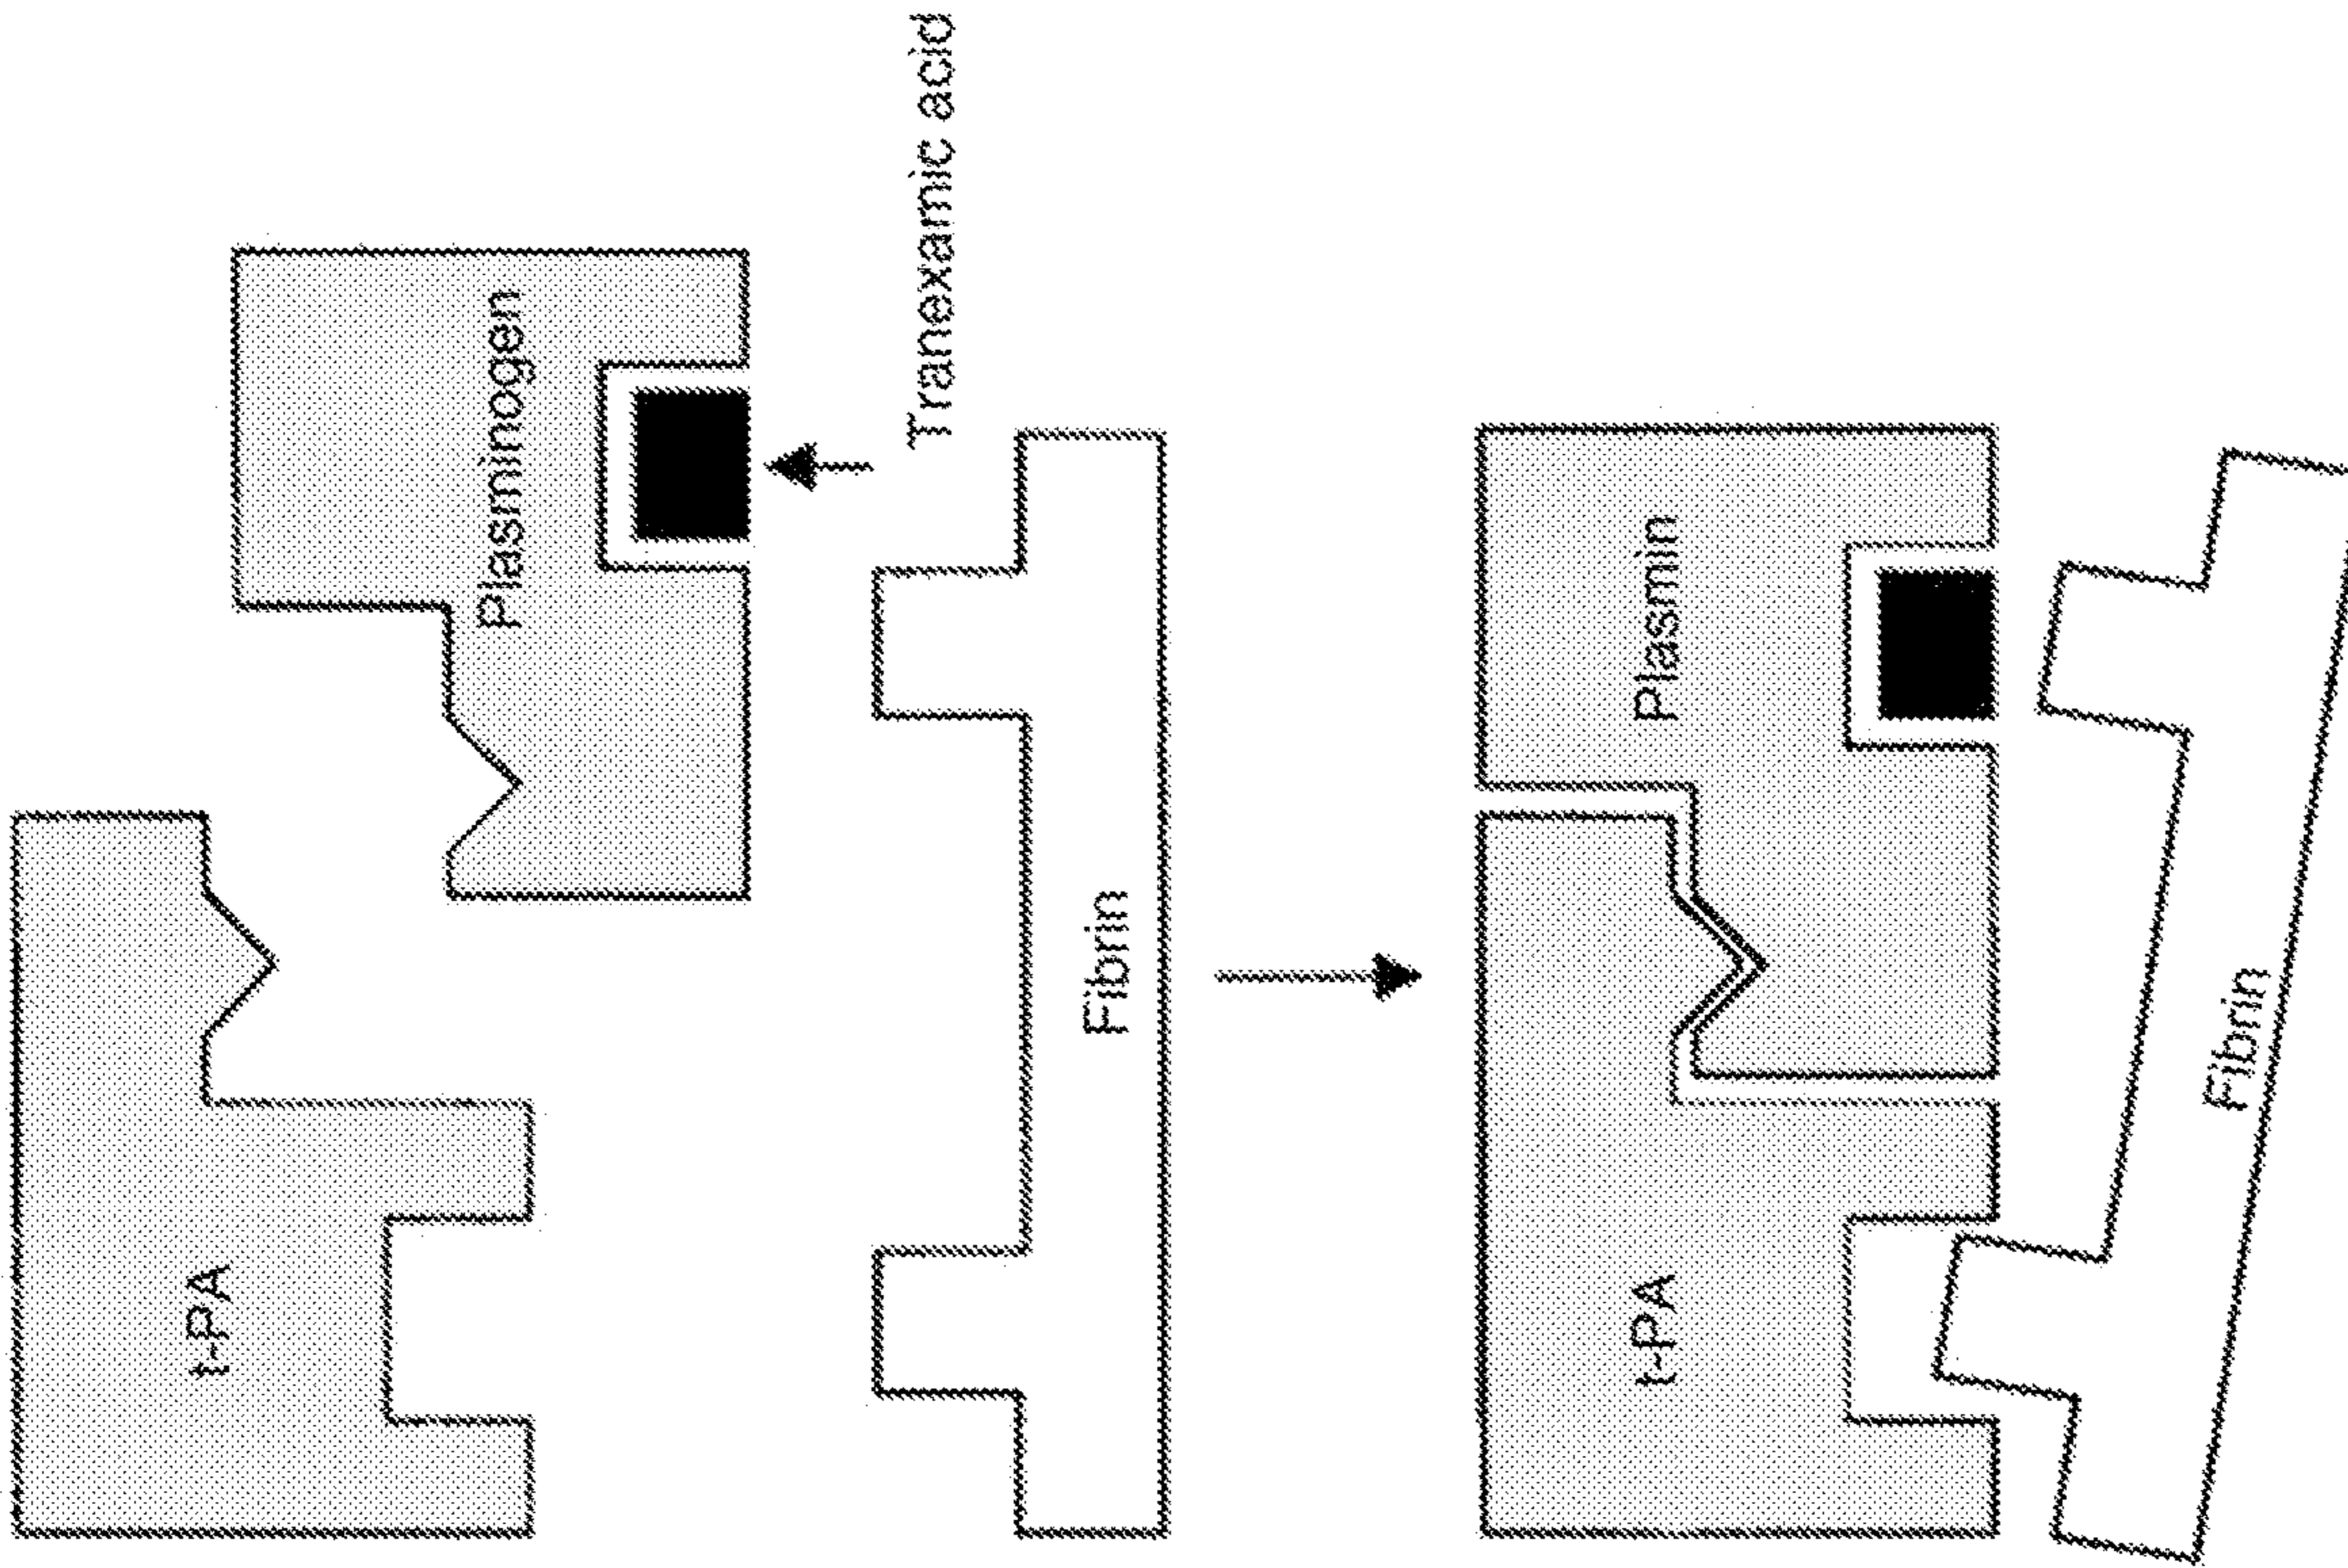 t-PA
Plasminogen
Tranexamic acid
Fibrin
t-PA
Plasmin
Fibrin